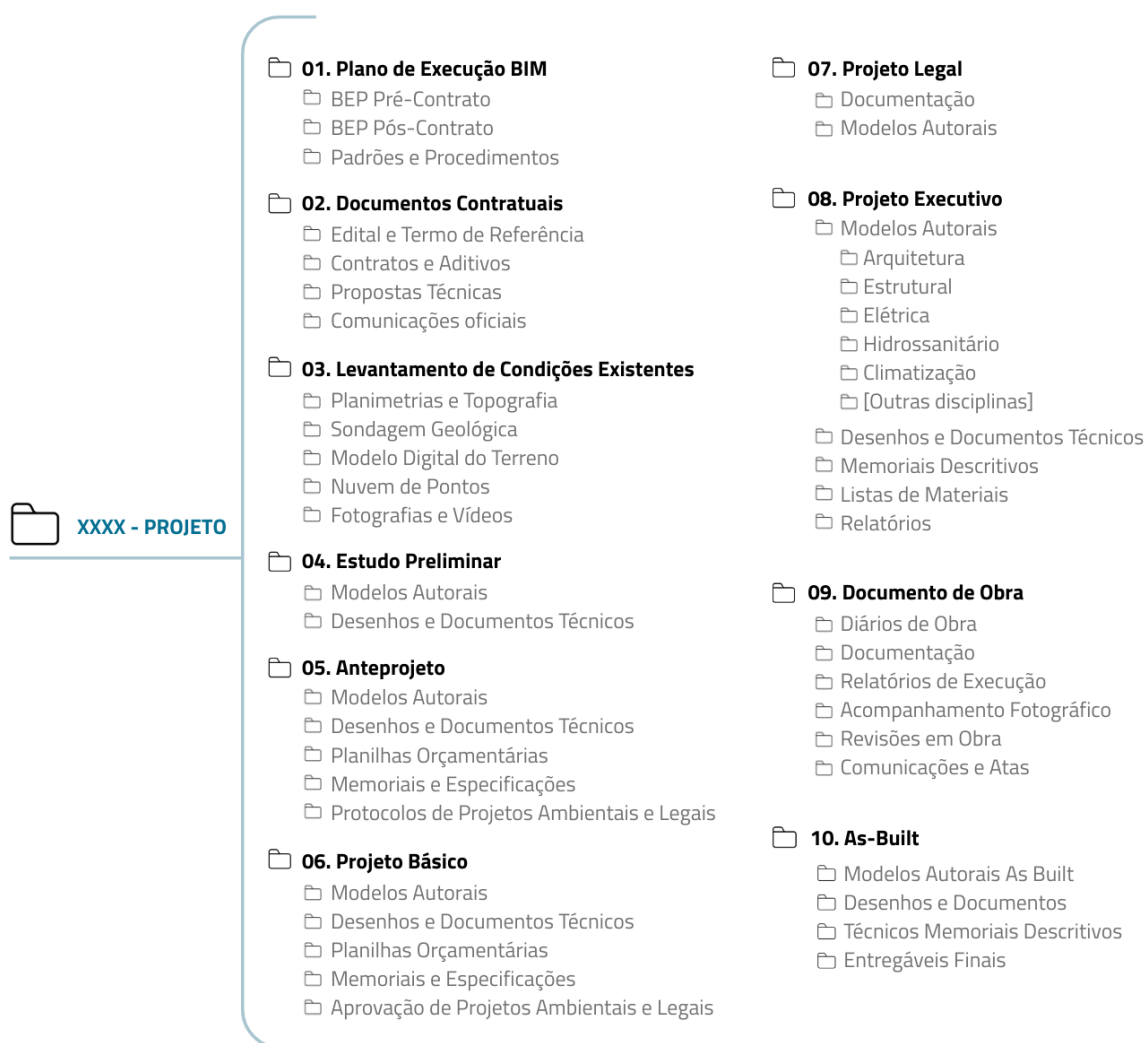 XXXX - PROJETO
01. Plano de Execução BIM
BEP Pré-Contrato
BEP Pós-Contrato
Padrões e Procedimentos
02. Documentos Contratuais
Edital e Termo de Referência
Contratos e Aditivos
Propostas Técnicas
Comunicações oficiais
03. Levantamento de Condições Existentes
Planimetrias e Topografia
Sondagem Geológica
Modelo Digital do Terreno
Nuvem de Pontos
Fotografias e Vídeos
04. Estudo Preliminar
Modelos Autorais
Desenhos e Documentos Técnicos
05. Anteprojeto
Modelos Autorais
Desenhos e Documentos Técnicos
Planilhas Orçamentárias
Memoriais e Especificações
Protocolos de Projetos Ambientais e Legais
06. Projeto Básico
Modelos Autorais
Desenhos e Documentos Técnicos
Planilhas Orçamentárias
Memoriais e Especificações
Aprovação de Projetos Ambientais e Legais
07. Projeto Legal
Documentação
Modelos Autorais
08. Projeto Executivo
Modelos Autorais
Arquitetura
Estrutural
Elétrica
Hidrossanitário
Climatização
[Outras disciplinas]
Desenhos e Documentos Técnicos
Memoriais Descritivos
Listas de Materiais
Relatórios
09. Documento de Obra
Diários de Obra
Documentação
Relatórios de Execução
Acompanhamento Fotográfico
Revisões em Obra
Comunicações e Atas
10. As-Built
Modelos Autorais As Built
Desenhos e Documentos
Técnicos Memoriais Descritivos
Entregáveis Finais